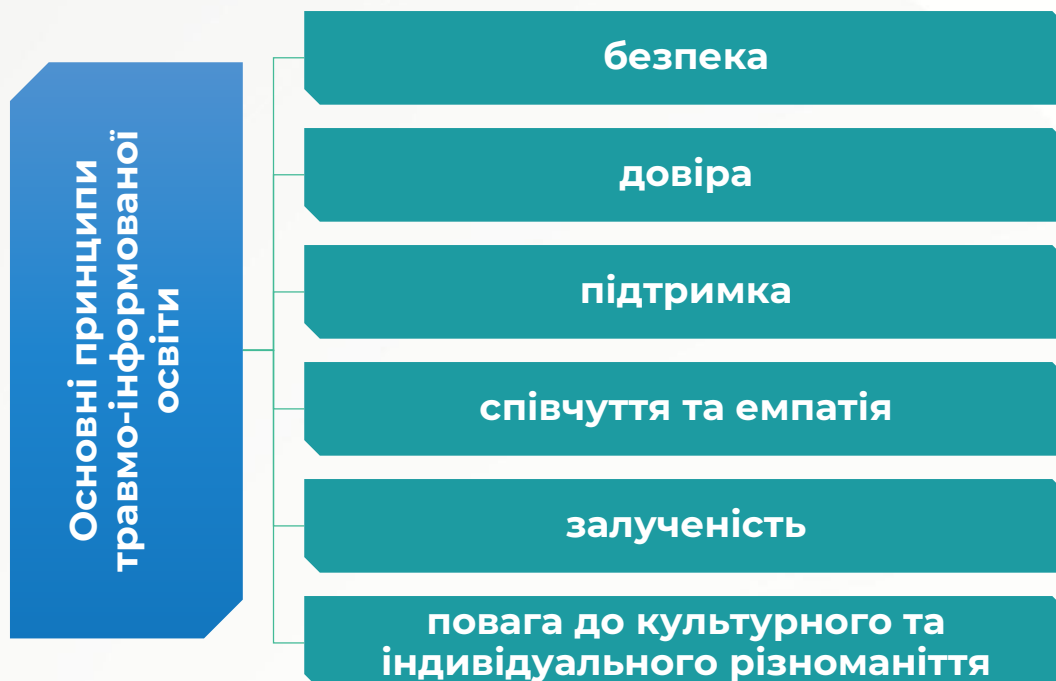 Основні принципи
травмо-інформованої
освіти
безпека
довіра
підтримка
співчуття та емпатія
залученість
повага до культурного та
індивідуального різноманіття